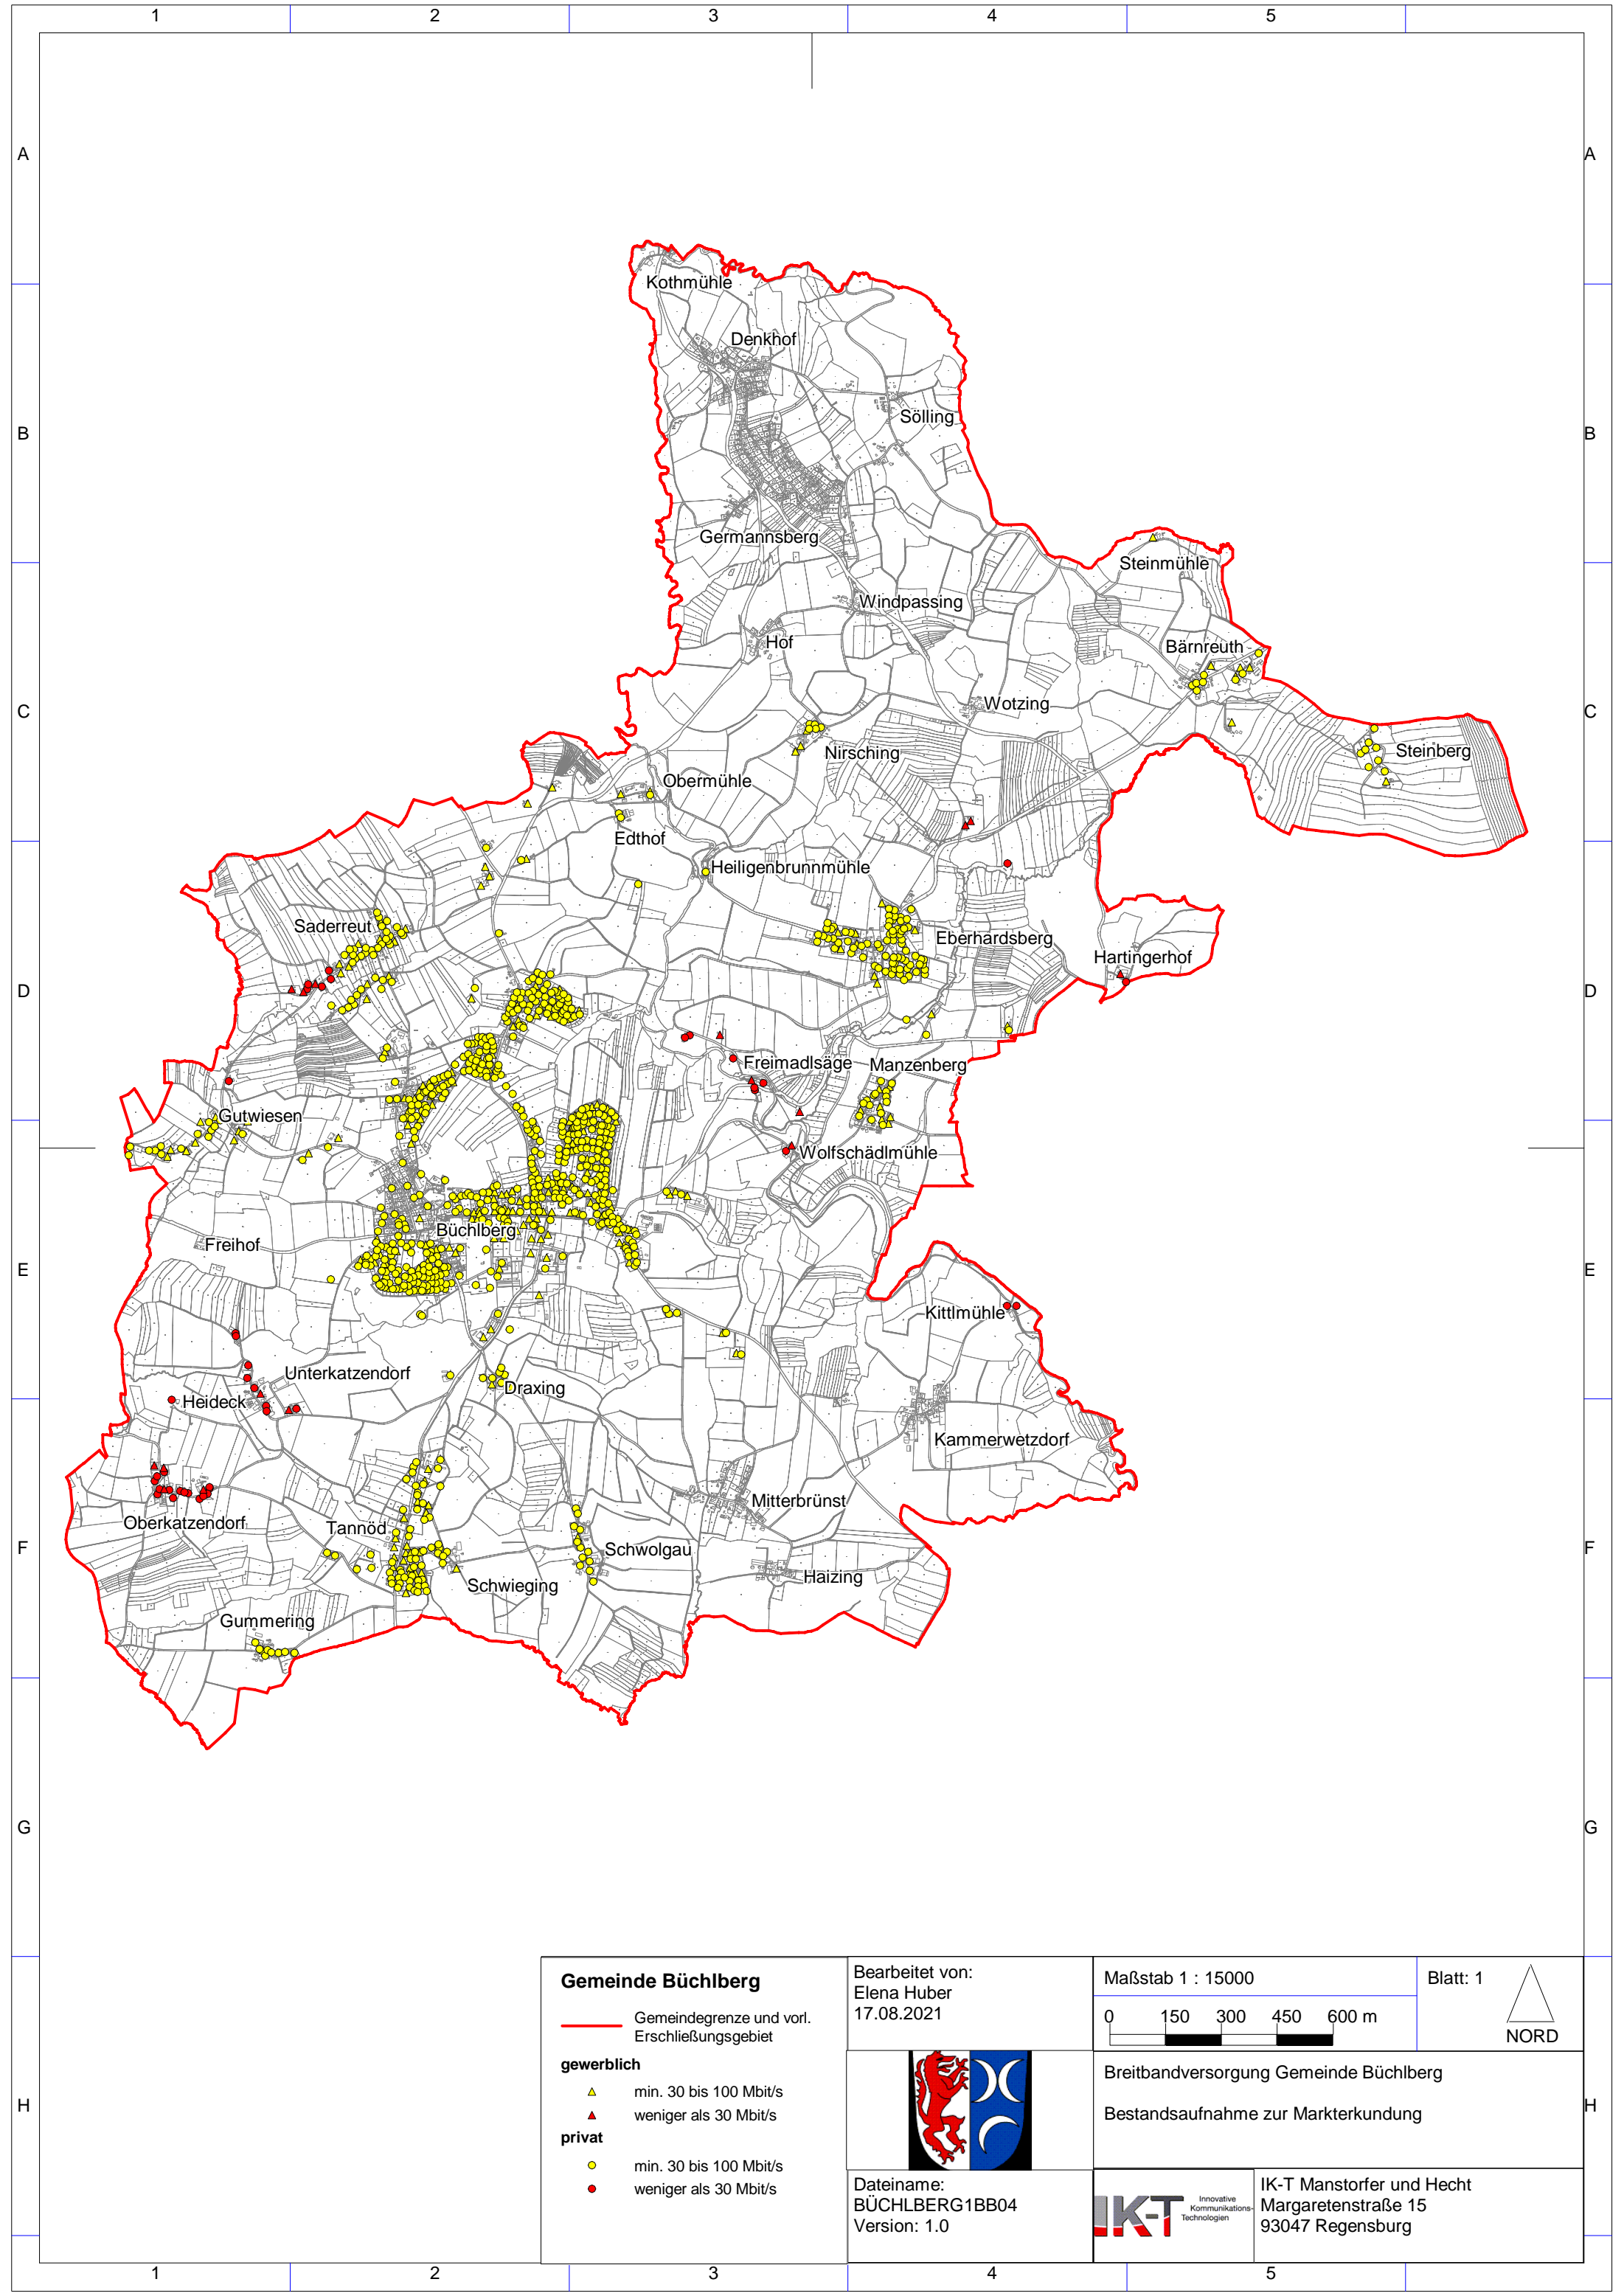 1 2 3 4 5
A A
Kothmühle
Denkhof
Sölling
B B
Germannsberg
Steinmühle
Windpassing
Hof
Bärnreuth
Wotzing
C C
Steinberg
Nirsching
Obermühle
Edthof
Heiligenbrunnmühle
Saderreut
Eberhardsberg
Hartingerhof
D D
Freimadlsäge
Manzenberg
Gutwiesen
Wolfschädlmühle
Büchlberg
Freihof
E E
Kittlmühle
Unterkatzendorf
Draxing
Heideck
Kammerwetzdorf
Mitterbrünst
Oberkatzendorf
Tannöd
F F
Schwolgau
Haizing
Schwieging
Gummering
G G
Gemeinde Büchlberg
Gemeindegrenze und vorl.
Erschließungsgebiet
gewerblich
min. 30 bis 100 Mbit/s
weniger als 30 Mbit/s
privat
min. 30 bis 100 Mbit/s
weniger als 30 Mbit/s
Bearbeitet von:
Elena Huber
17.08.2021
Dateiname:
BÜCHLBERG1BB04
Version: 1.0
Maßstab 1 : 15000
0 150 300 450 600 m
Blatt: 1
NORD
Breitbandversorgung Gemeinde Büchlberg
Bestandsaufnahme zur Markterkundung
H H
IK-T
Innovative
Kommunikations-
Technologien
IK-T Manstorfer und Hecht
Margaretenstraße 15
93047 Regensburg
1 2 3 4 5